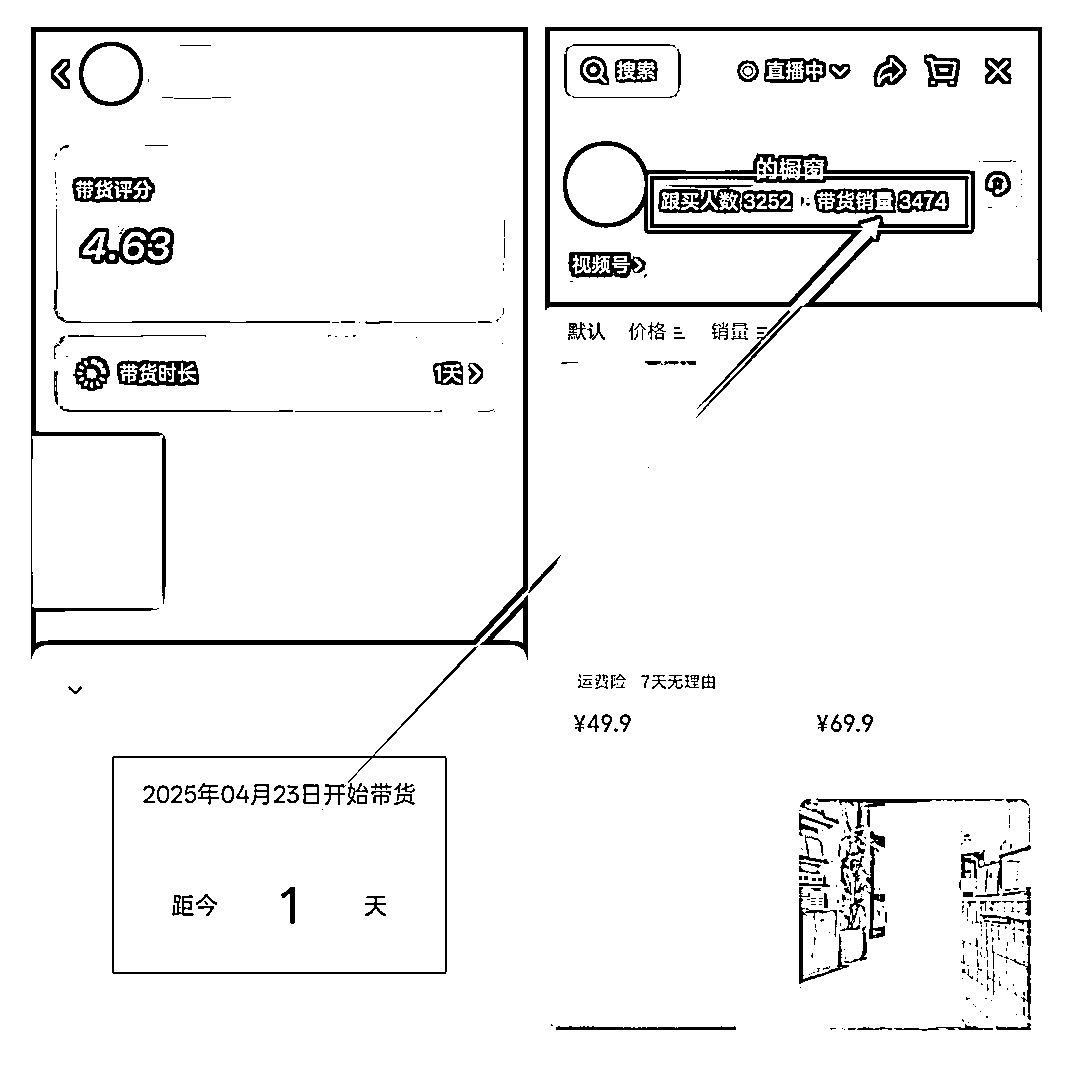 带货评分
4.63
带货时长 1天
2025年04月23日开始带货
距今 1 天
搜索 直播中
的橱窗
跟买人数 3252 带货销量 3474
视频号
默认 价格 销量
运费险 7天无理由
¥49.9 ¥69.9